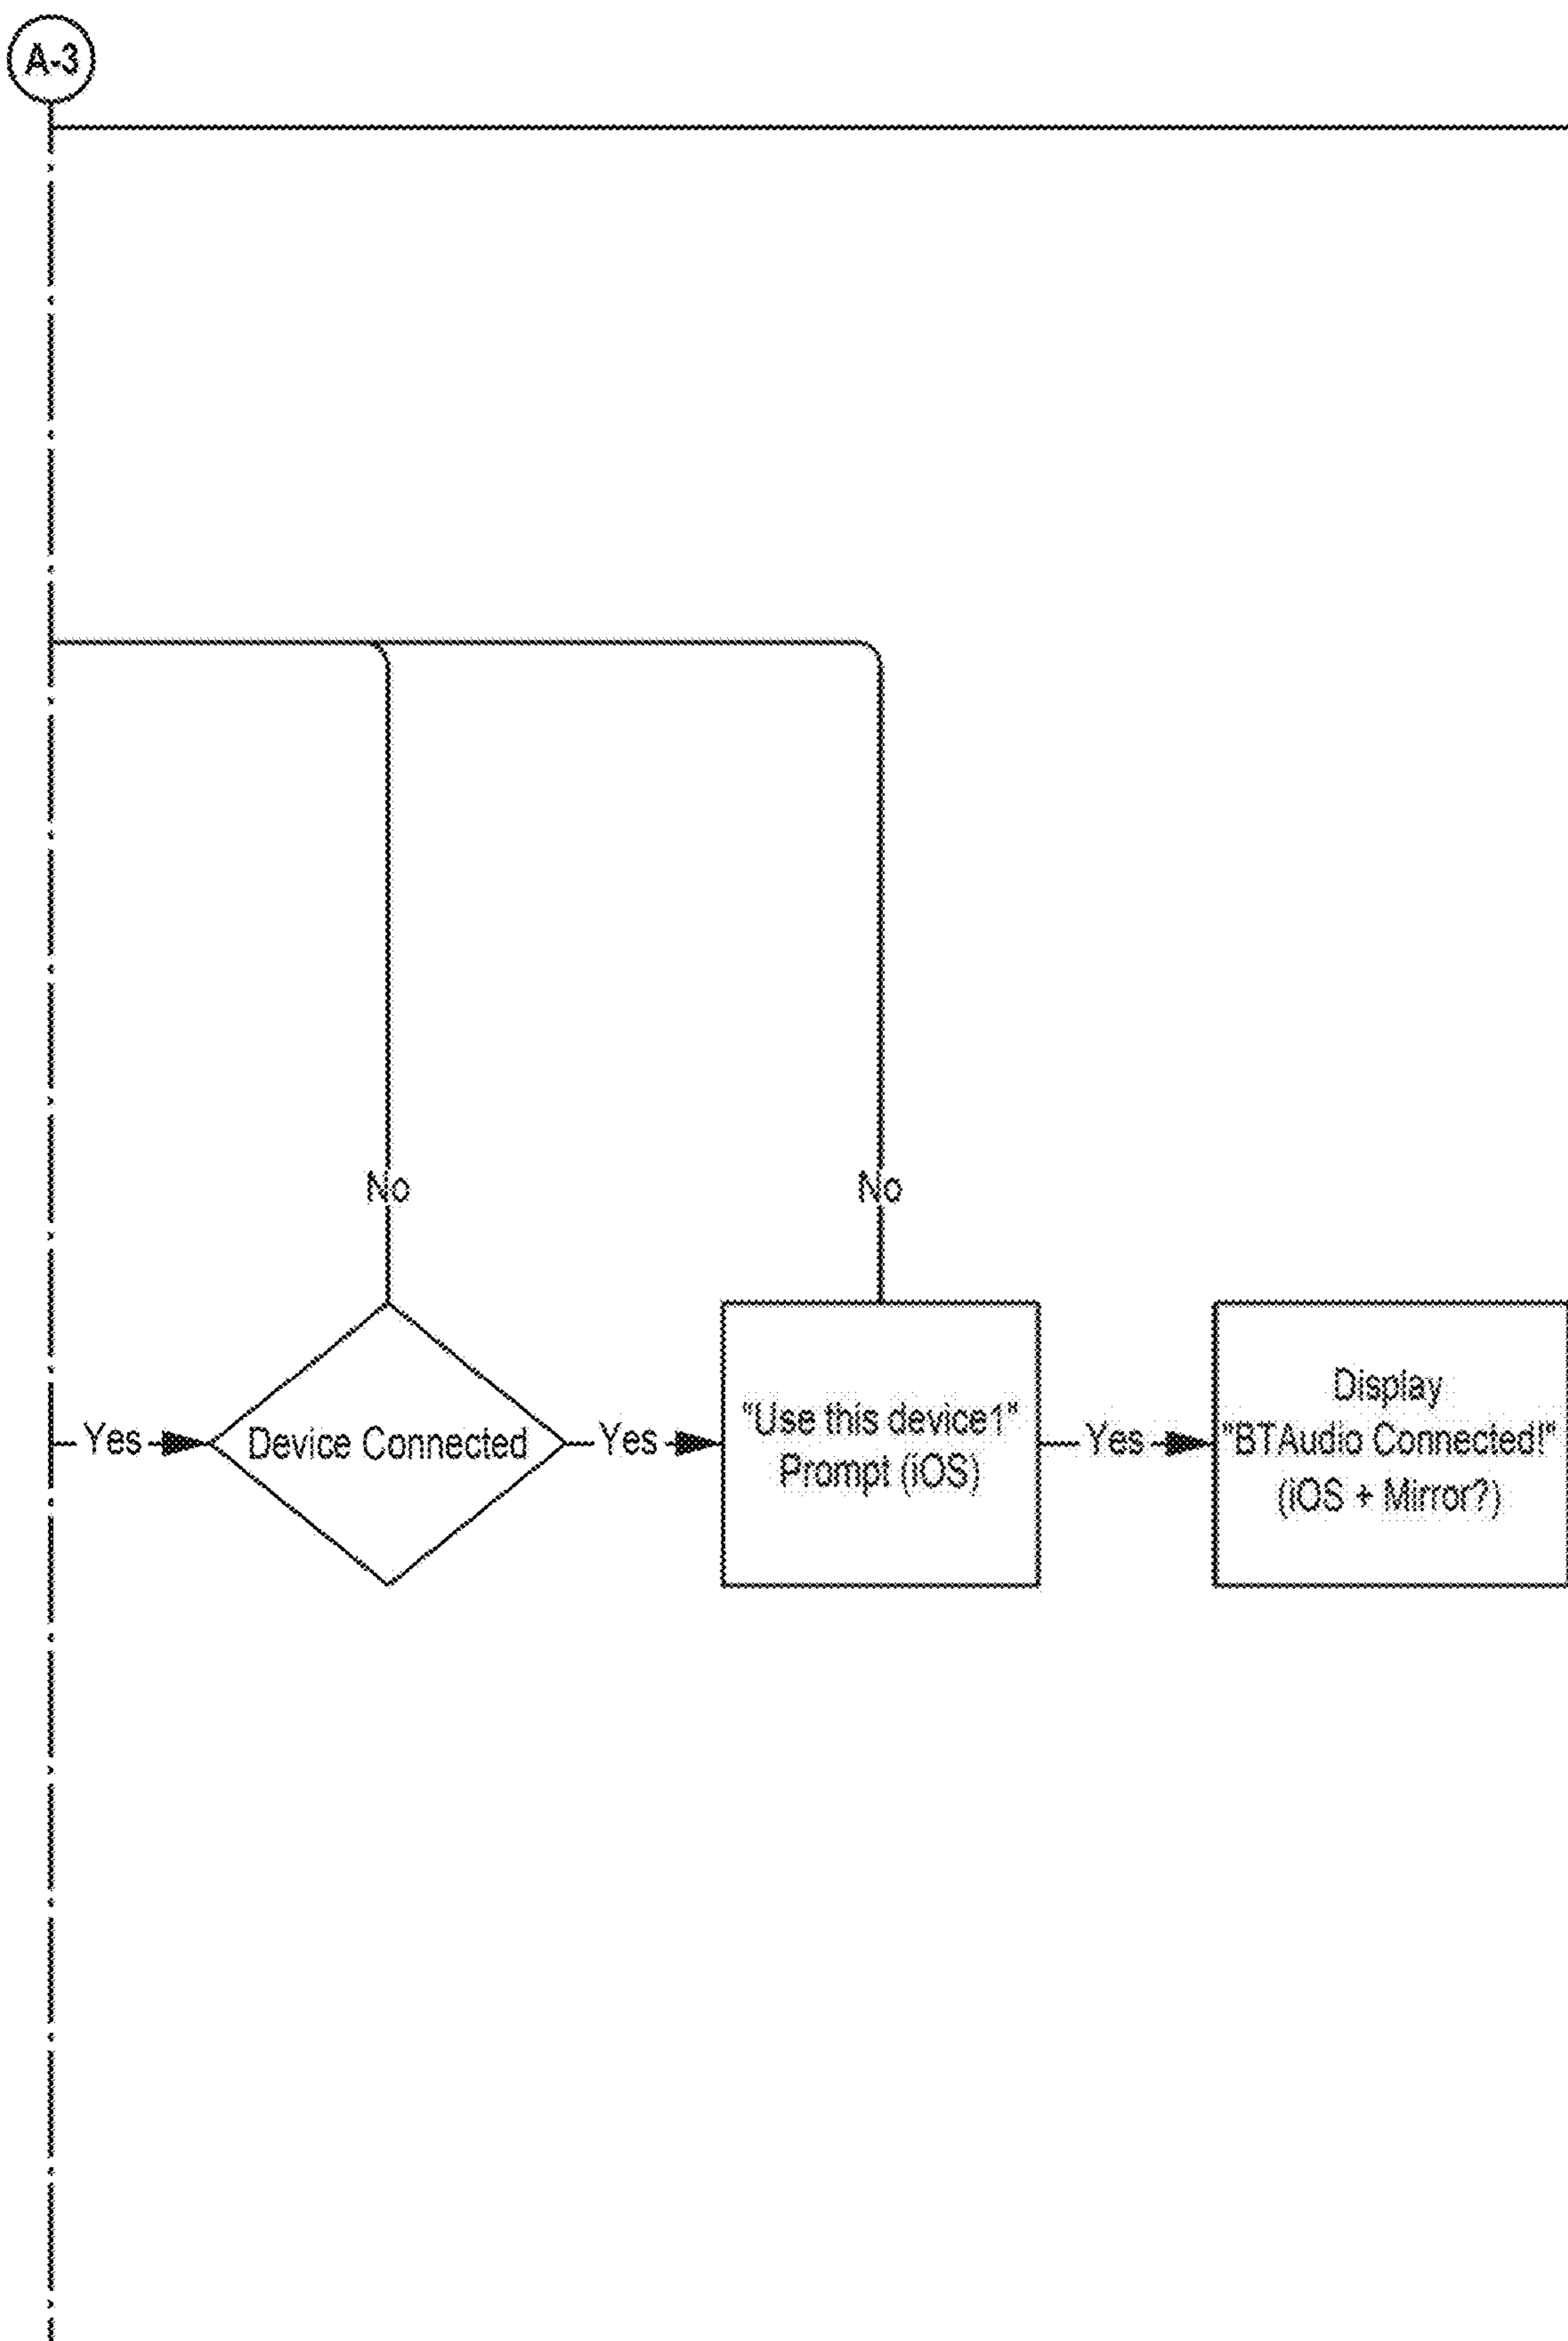 A-3
No
No
Yes
Device Connected
Yes
"Use this device1"
Prompt (iOS)
Yes
Display
"BTAudio Connected!"
(iOS + Mirror?)